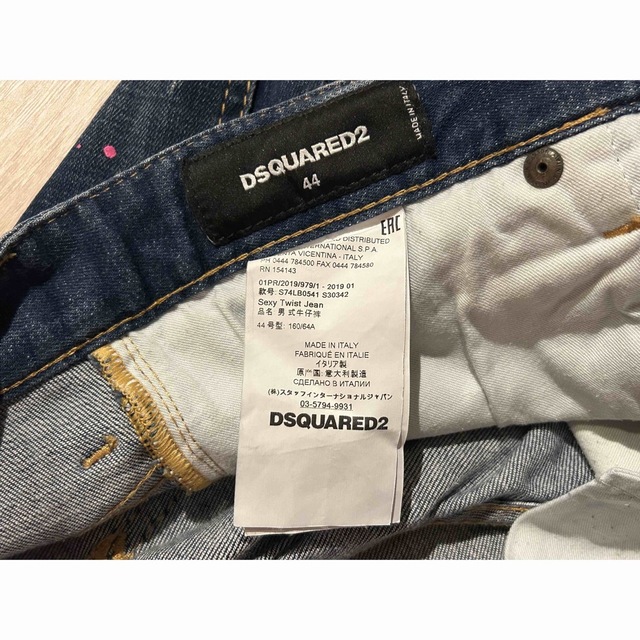 DSQUARED2
44
MADE IN ITALY
EAC
DISTRIBUTED
INTERNATIONAL S.P.A.
VICENTINA - ITALY
PH 0444 784500 FAX 0444 784580
RN 154143
01PR/2019/979/1 - 2019 01
款号: S74LB0541 S30342
Sexy Twist Jean
品名: 男式牛仔裤
44 号型: 160/64A
MADE IN ITALY
FABRIQUÉ EN ITALIE
イタリア製
原产国: 意大利製造
СДЕЛАНО В ИТАЛИИ
(株)スタッフインターナショナルジャパン
03-5794-9931
DSQUARED2